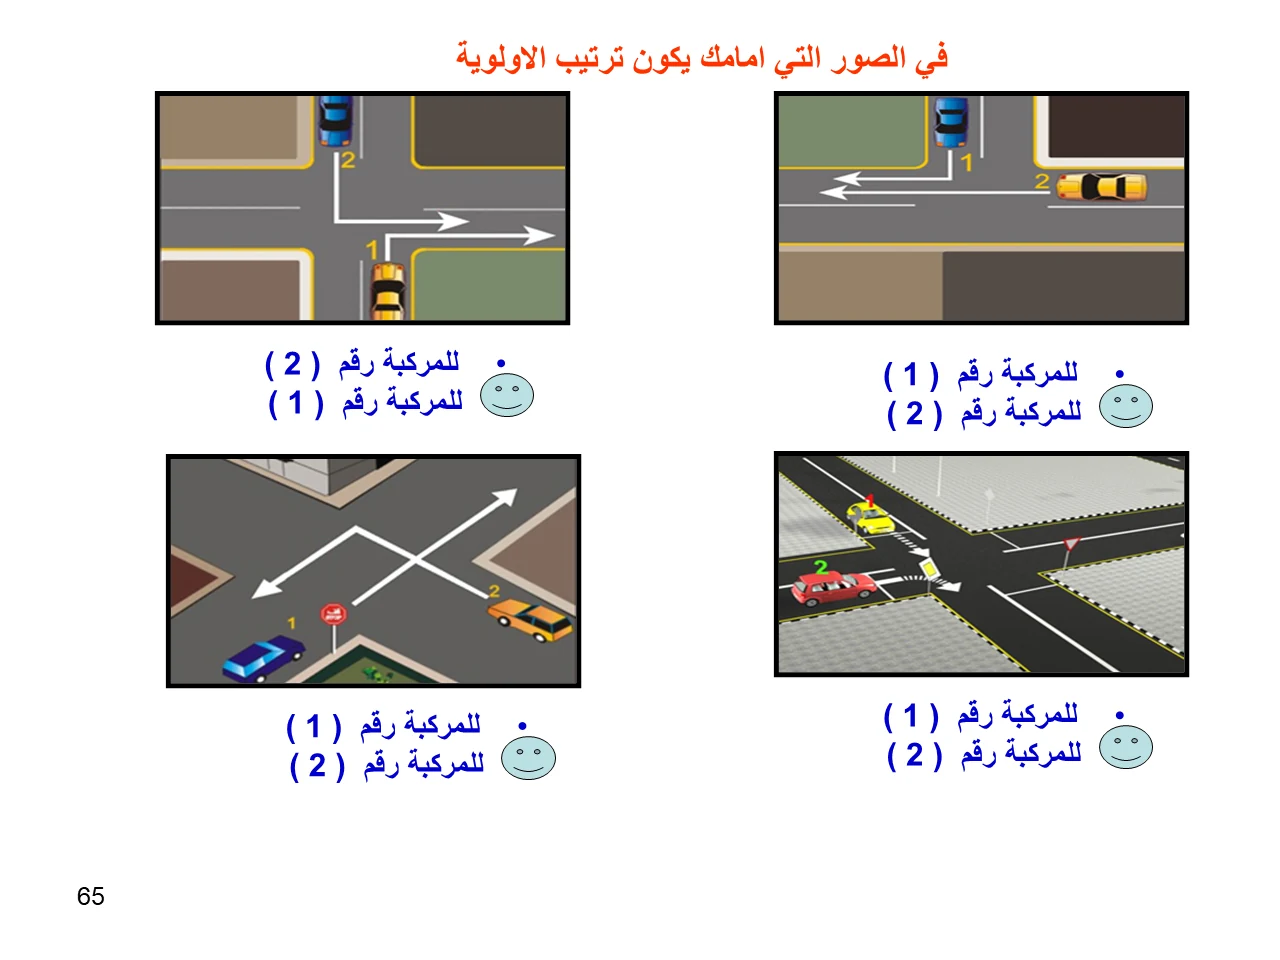 في الصور التي امامك يكون ترتيب الاولوية
1
2
• للمركبة رقم ( 1 )
للمركبة رقم ( 2 )
2
1
• للمركبة رقم ( 2 )
للمركبة رقم ( 1 )
1
2
• للمركبة رقم ( 1 )
للمركبة رقم ( 2 )
2
1
• للمركبة رقم ( 1 )
للمركبة رقم ( 2 )
65